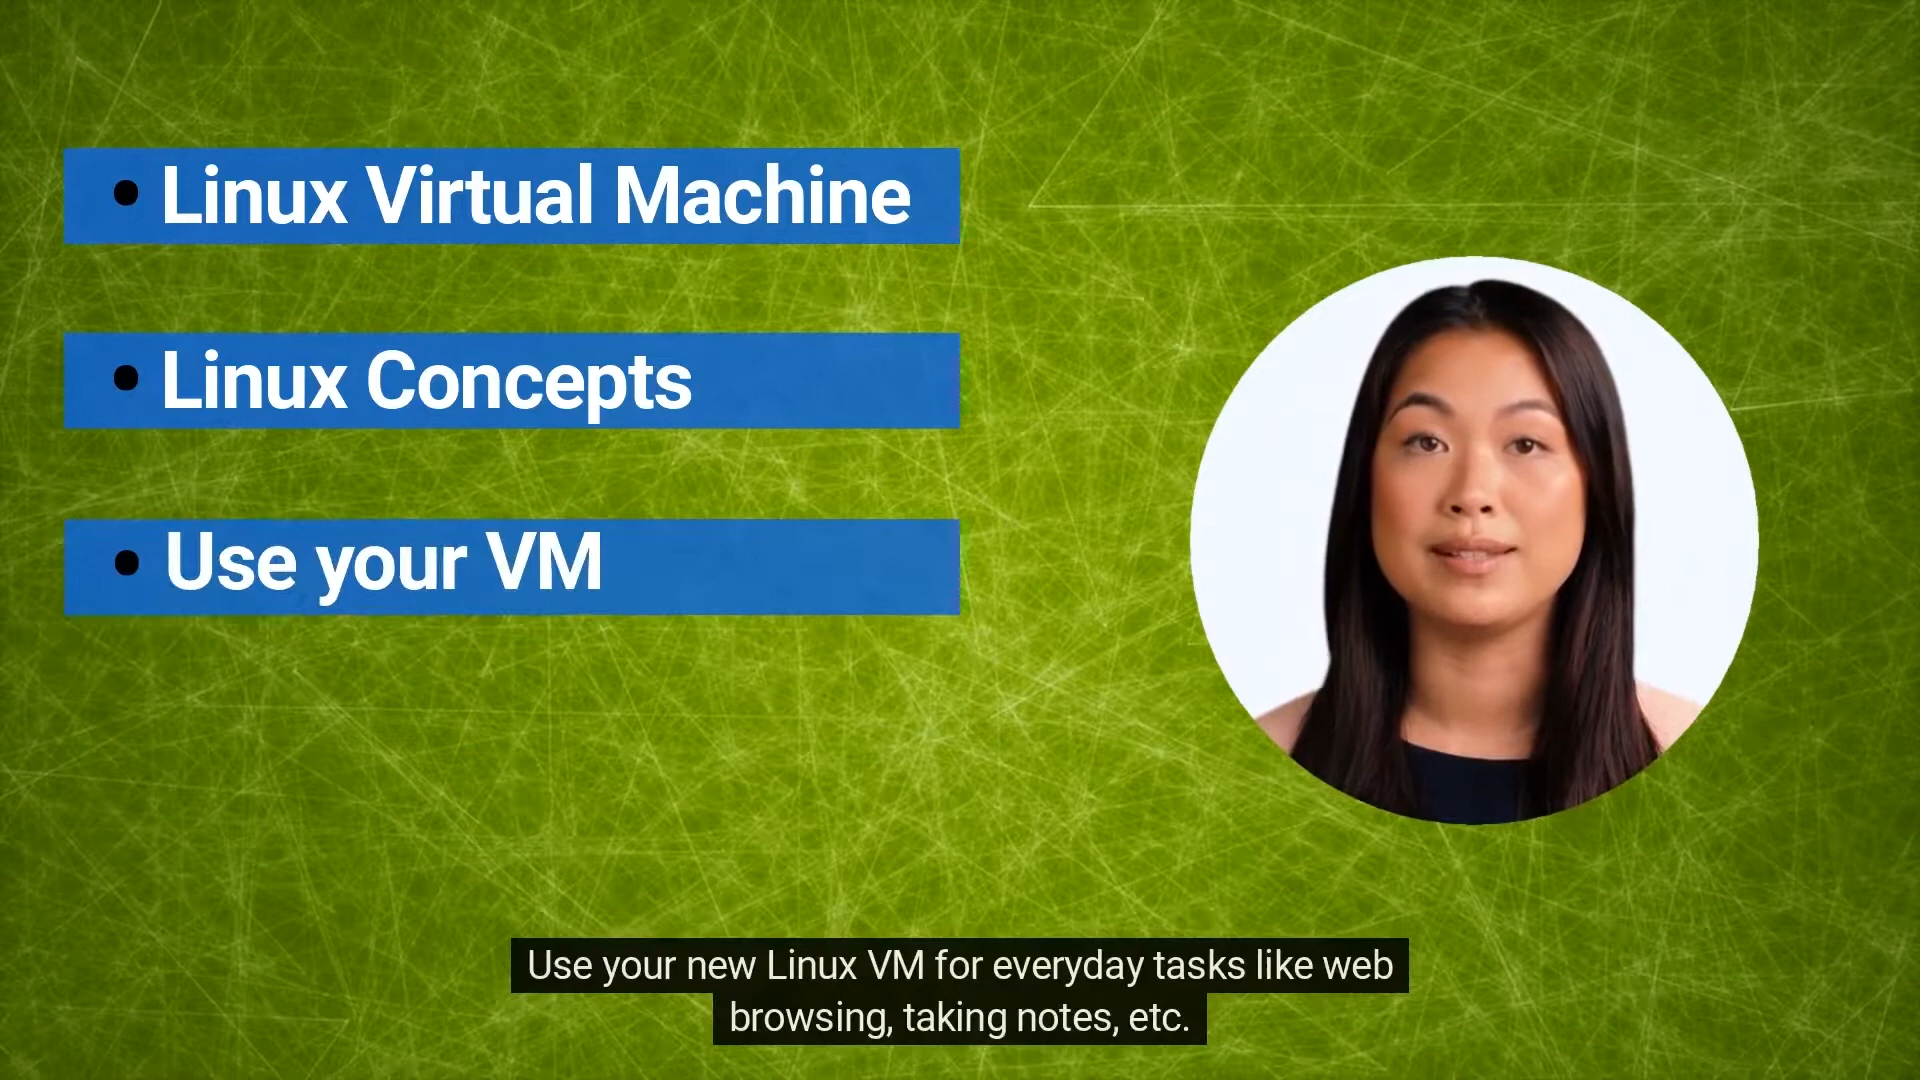 • Linux Virtual Machine
• Linux Concepts
• Use your VM
Use your new Linux VM for everyday tasks like web
browsing, taking notes, etc.